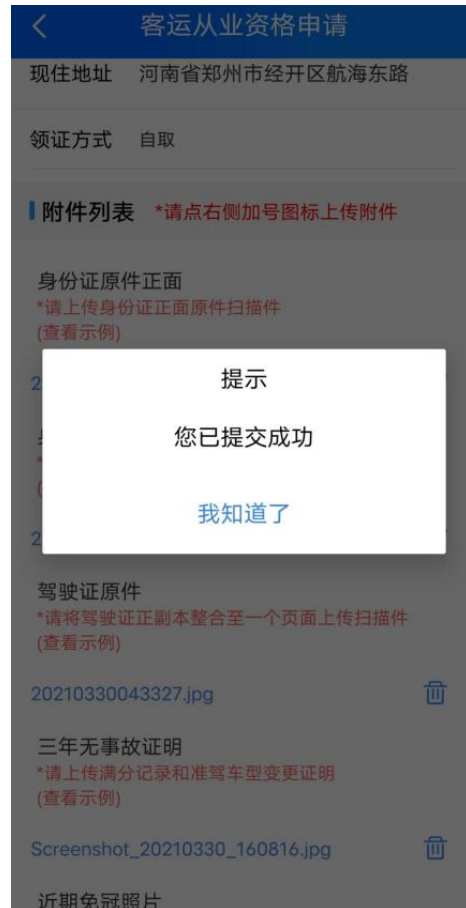 客运从业资格申请
现住地址 河南省郑州市经开区航海东路
领证方式 自取
附件列表 *请点右侧加号图标上传附件
身份证原件正面
*请上传身份证正面原件扫描件
(查看示例)
2
提示
您已提交成功
我知道了
2
驾驶证原件
*请将驾驶证正副本整合至一个页面上传扫描件
(查看示例)
20210330043327.jpg
三年无事故证明
*请上传满分记录和准驾车型变更证明
(查看示例)
Screenshot_20210330_160816.jpg
近期免冠照片